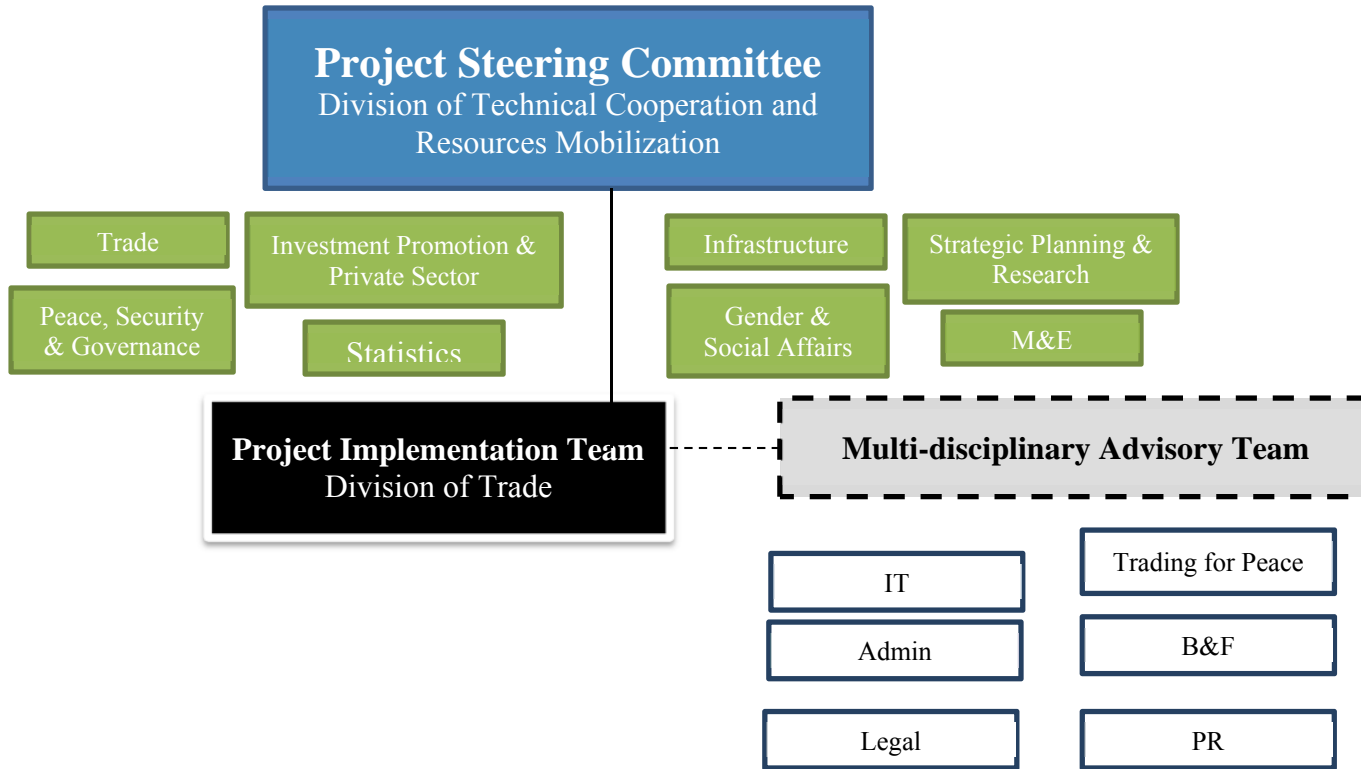 Project Steering Committee
Division of Technical Cooperation and
Resources Mobilization
Trade
Investment Promotion &
Private Sector
Infrastructure
Strategic Planning &
Research
Peace, Security
& Governance
Statistics
Gender &
Social Affairs
M&E
Project Implementation Team
Division of Trade
Multi-disciplinary Advisory Team
IT
Trading for Peace
Admin
B&F
Legal
PR